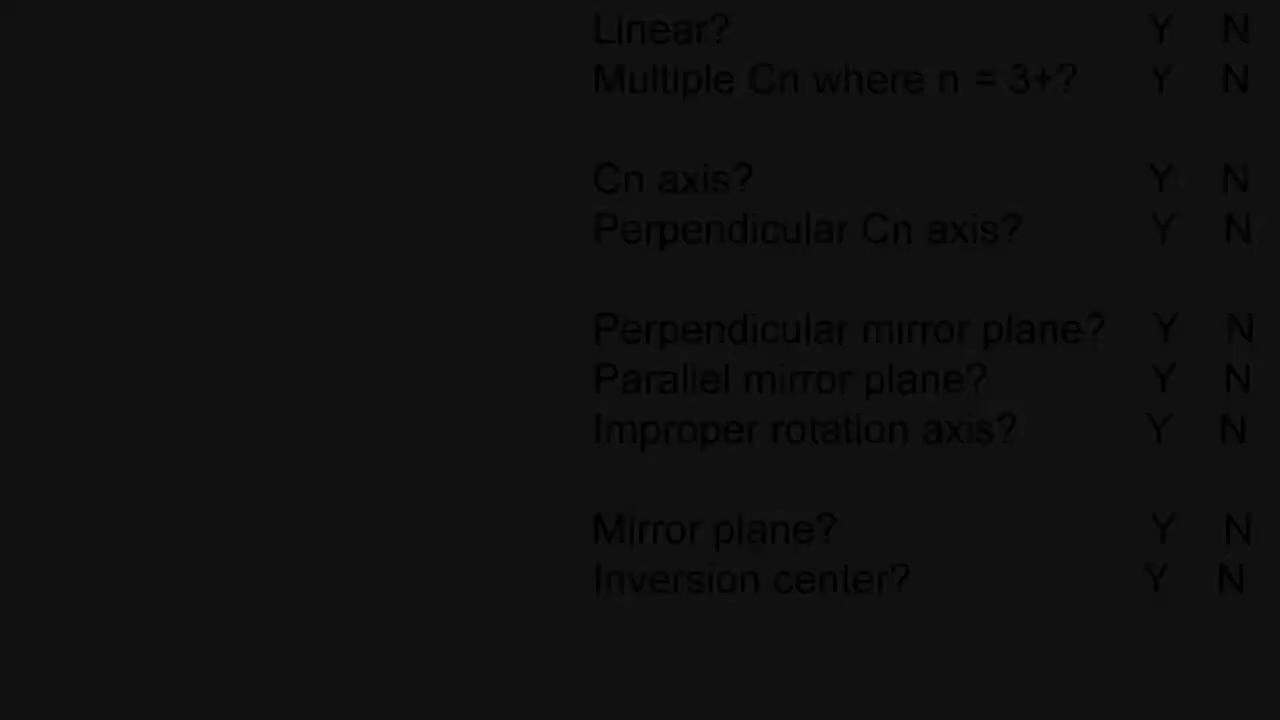 Linear? Y N
Multiple Cn where n = 3+? Y N
Cn axis? Y N
Perpendicular Cn axis? Y N
Perpendicular mirror plane? Y N
Parallel mirror plane? Y N
Improper rotation axis? Y N
Mirror plane? Y N
Inversion center? Y N